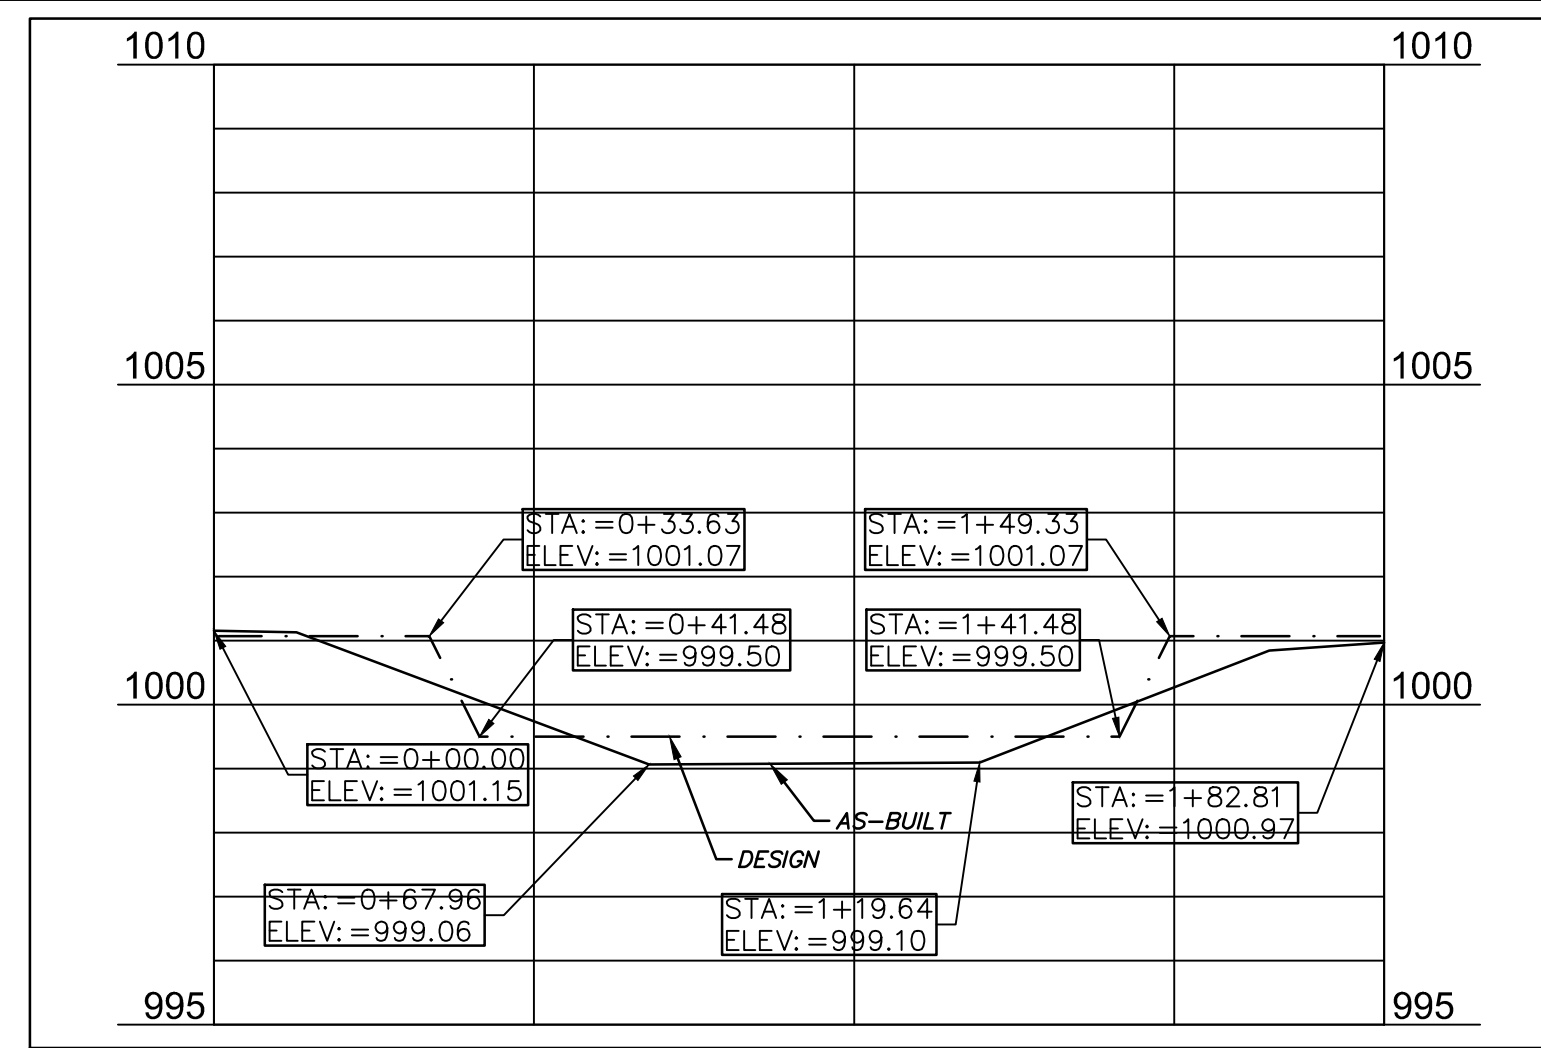 1010
1010
1005
1005
STA: =0+33.63
ELEV: =1001.07
STA: =1+49.33
ELEV: =1001.07
STA: =0+41.48
ELEV: =999.50
STA: =1+41.48
ELEV: =999.50
1000
1000
STA: =0+00.00
ELEV: =1001.15
STA: =1+82.81
ELEV: =1000.97
AS-BUILT
DESIGN
STA: =0+67.96
ELEV: =999.06
STA: =1+19.64
ELEV: =999.10
995
995